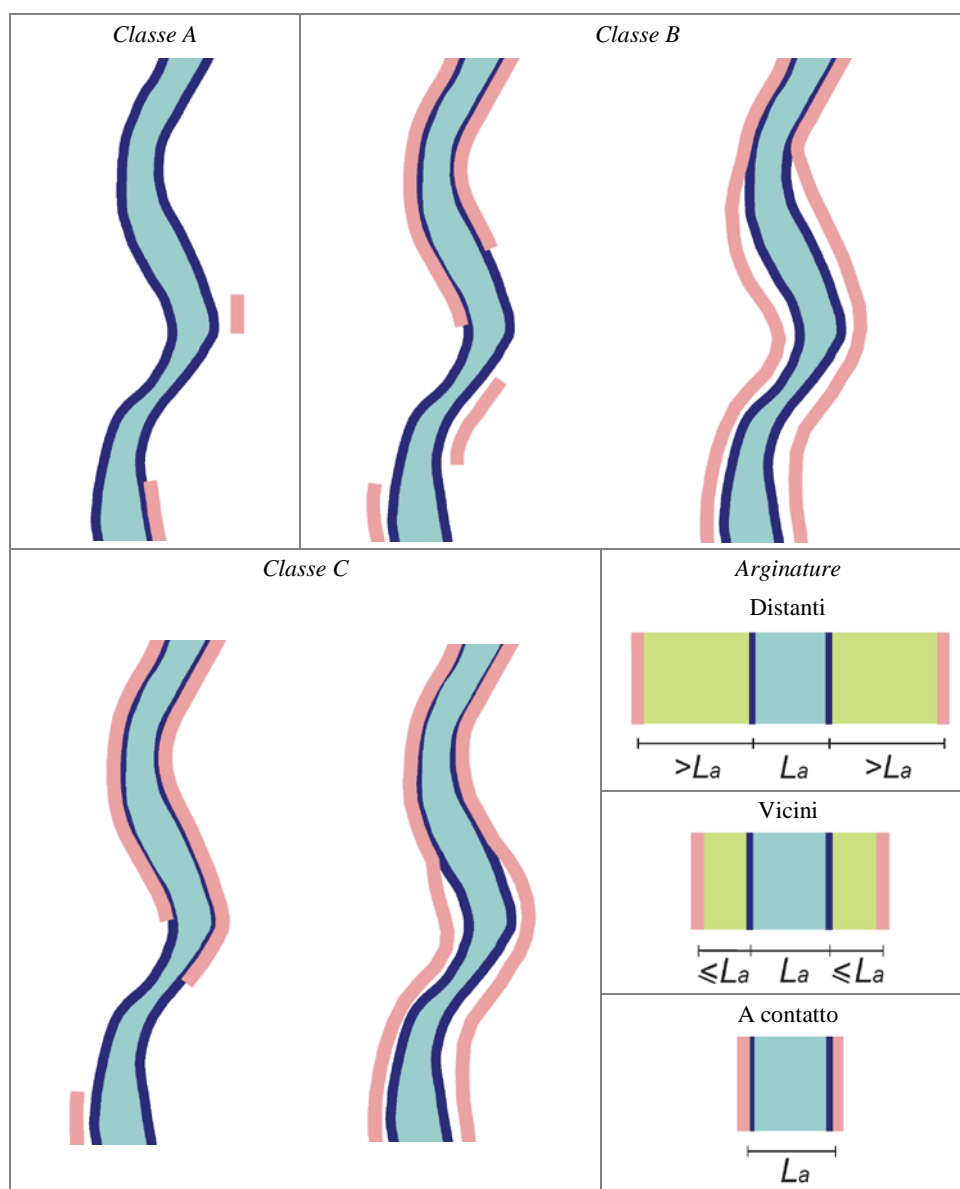 Classe A
Classe B
Classe C
Arginature
Distanti
>La La >La
Vicini
≤La La ≤La
A contatto
La